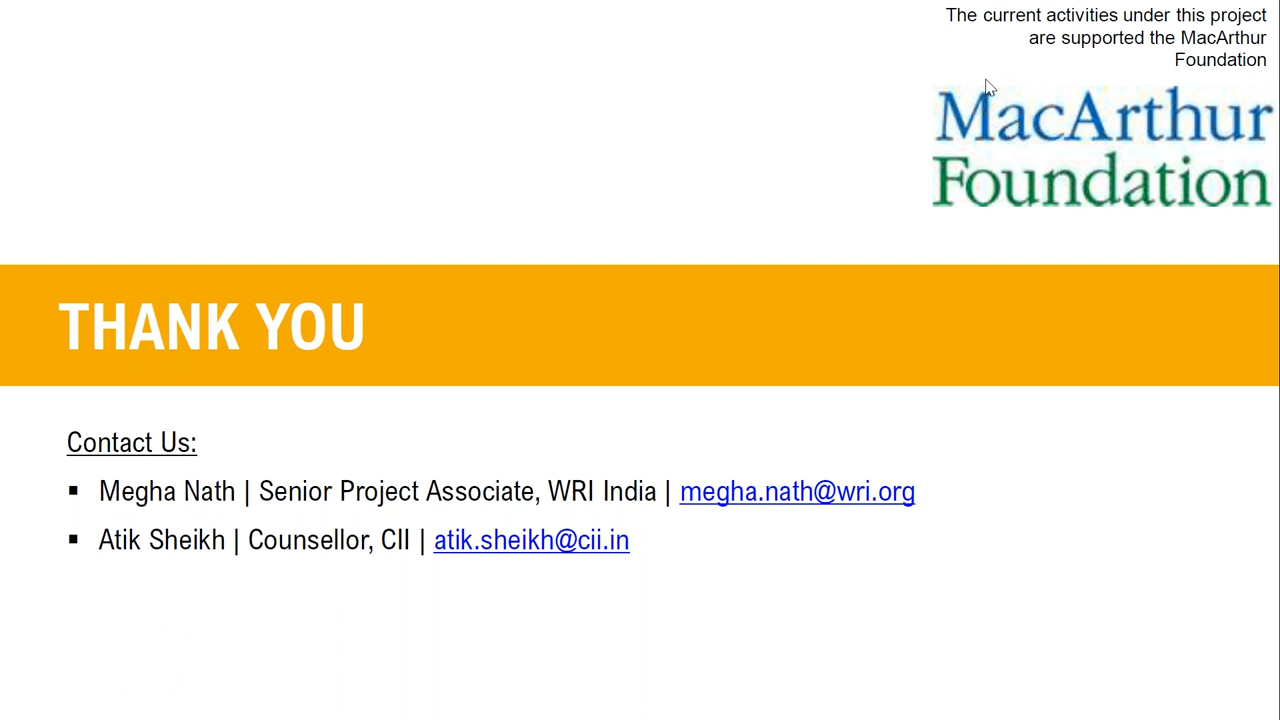 The current activities under this project
are supported the MacArthur
Foundation
MacArthur
Foundation
THANK YOU
Contact Us:
▪ Megha Nath | Senior Project Associate, WRI India | megha.nath@wri.org
▪ Atik Sheikh | Counsellor, CII | atik.sheikh@cii.in